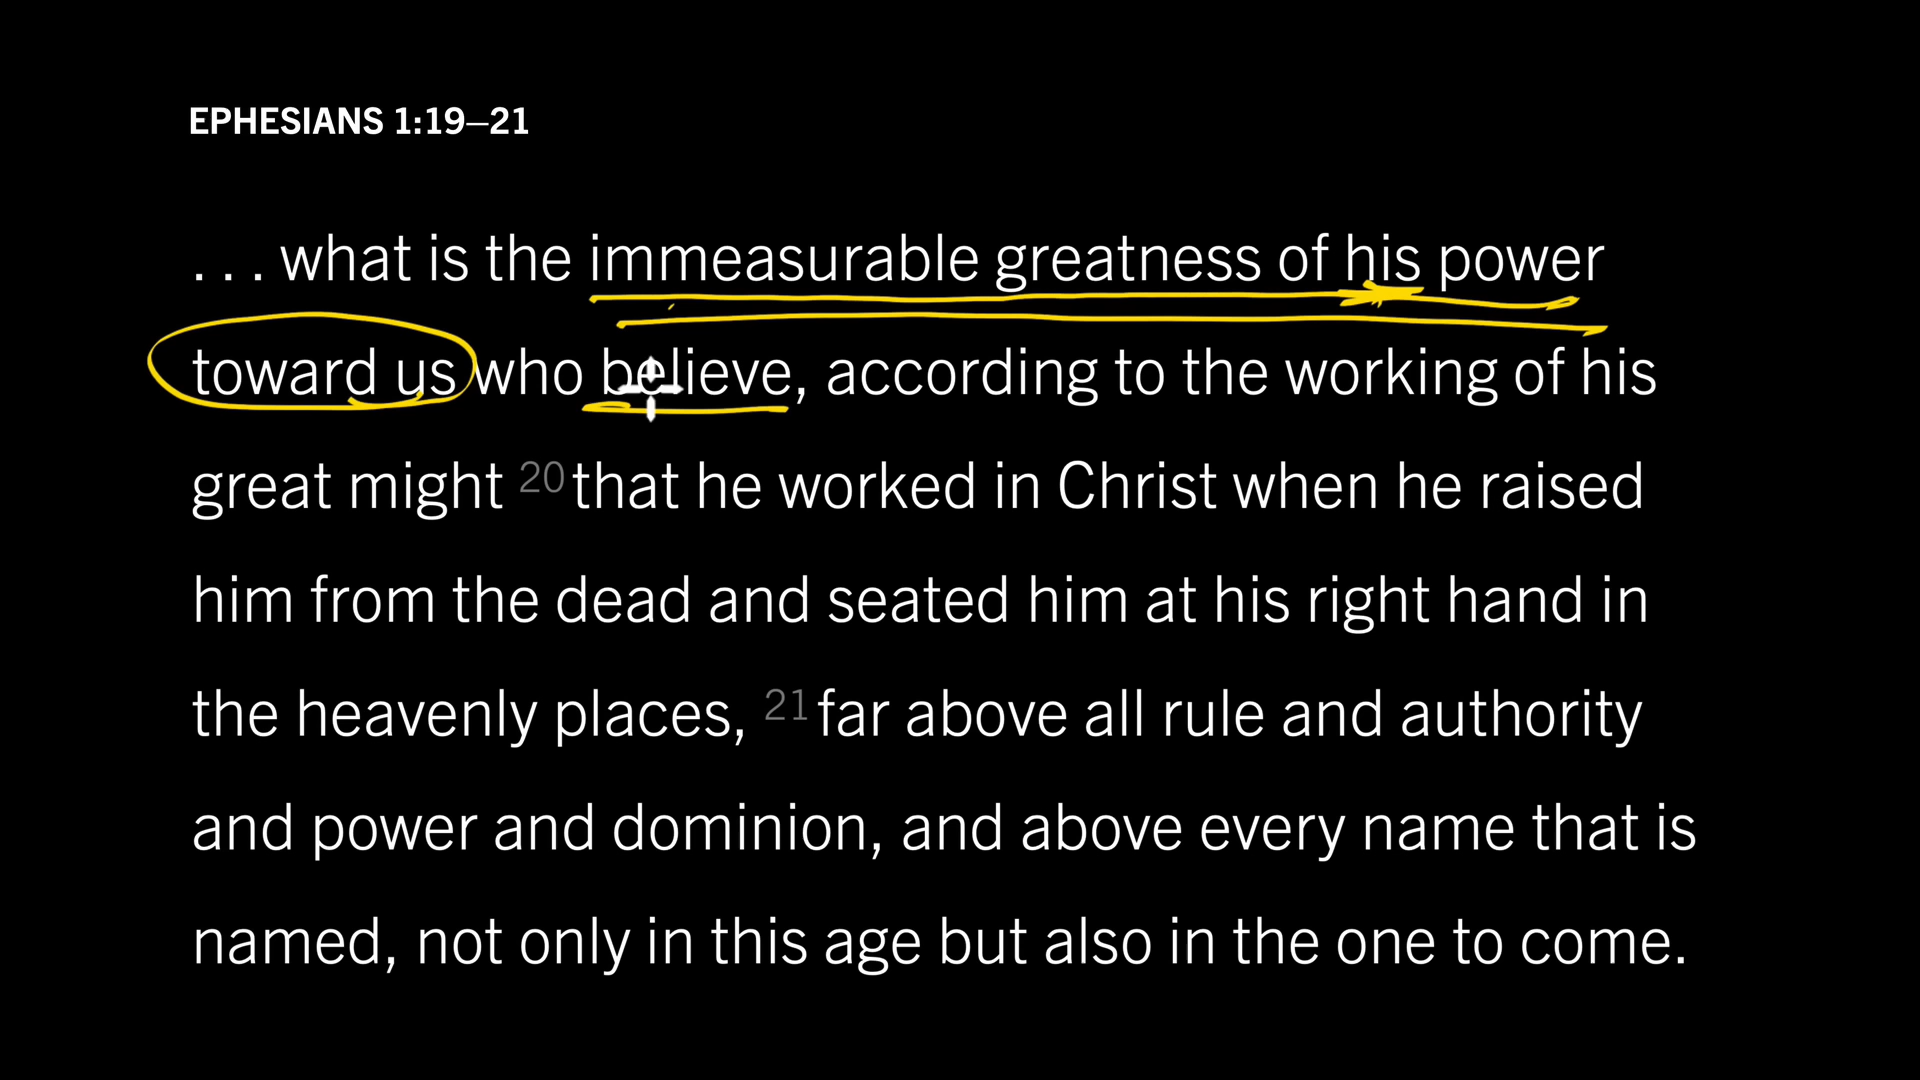 EPHESIANS 1:19–21
. . . what is the immeasurable greatness of his power
toward us who believe, according to the working of his
great might 20 that he worked in Christ when he raised
him from the dead and seated him at his right hand in
the heavenly places, 21 far above all rule and authority
and power and dominion, and above every name that is
named, not only in this age but also in the one to come.